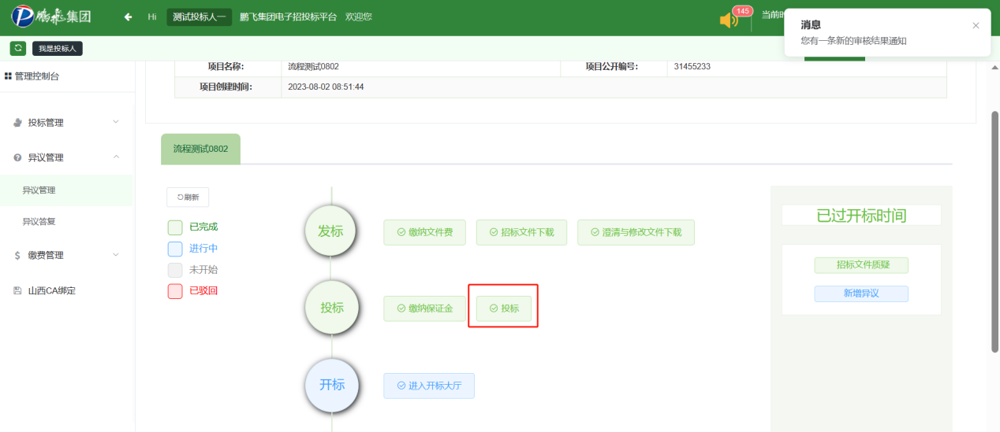 鹏飞集团
Hi 测试投标人一 鹏飞集团电子招投标平台 欢迎您
145
当前时
消息
您有一条新的审核结果通知
我是投标人
管理控制台
项目名称: 流程测试0802 项目公开编号: 31455233
项目创建时间: 2023-08-02 08:51:44
投标管理
异议管理
异议管理
异议答复
缴费管理
山西CA绑定
流程测试0802
刷新
已完成
进行中
未开始
已驳回
发标
缴纳文件费
招标文件下载
澄清与修改文件下载
投标
缴纳保证金
投标
开标
进入开标大厅
已过开标时间
招标文件质疑
新增异议